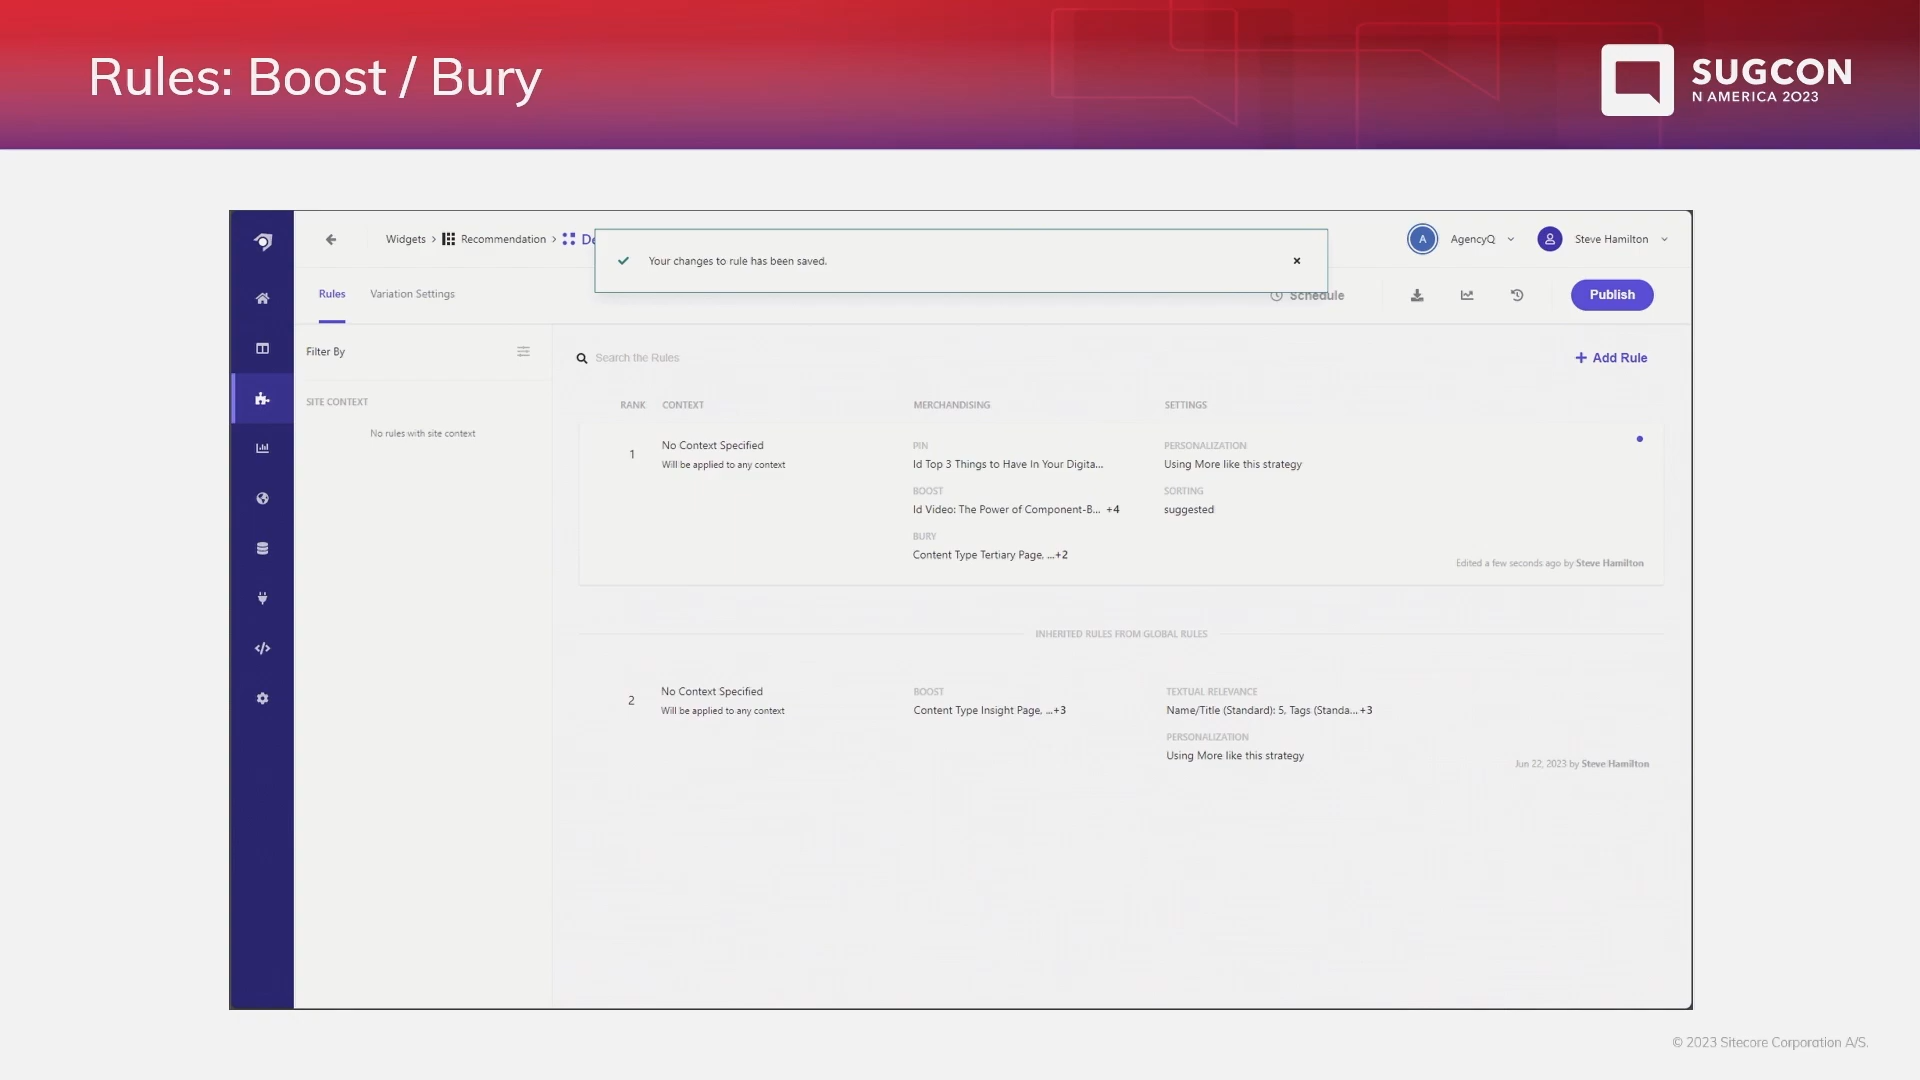 Rules: Boost / Bury
SUGCON
N AMERICA 2023
Widgets > Recommendation >
Your changes to rule has been saved.
A AgencyQ
Steve Hamilton
Rules
Variation Settings
Schedule
Publish
Filter By
Search the Rules
+ Add Rule
SITE CONTEXT
No rules with site context
RANK CONTEXT MERCHANDISING SETTINGS
1
No Context Specified
Will be applied to any context
PIN
Id Top 3 Things to Have In Your Digita...
BOOST
Id Video: The Power of Component-B... +4
BURY
Content Type Tertiary Page, ...+2
PERSONALIZATION
Using More like this strategy
SORTING
suggested
Edited a few seconds ago by Steve Hamilton
INHERITED RULES FROM GLOBAL RULES
2
No Context Specified
Will be applied to any context
BOOST
Content Type Insight Page, ...+3
TEXTUAL RELEVANCE
Name/Title (Standard): 5, Tags (Standa... +3
PERSONALIZATION
Using More like this strategy
Jun 22, 2023 by Steve Hamilton
© 2023 Sitecore Corporation A/S.